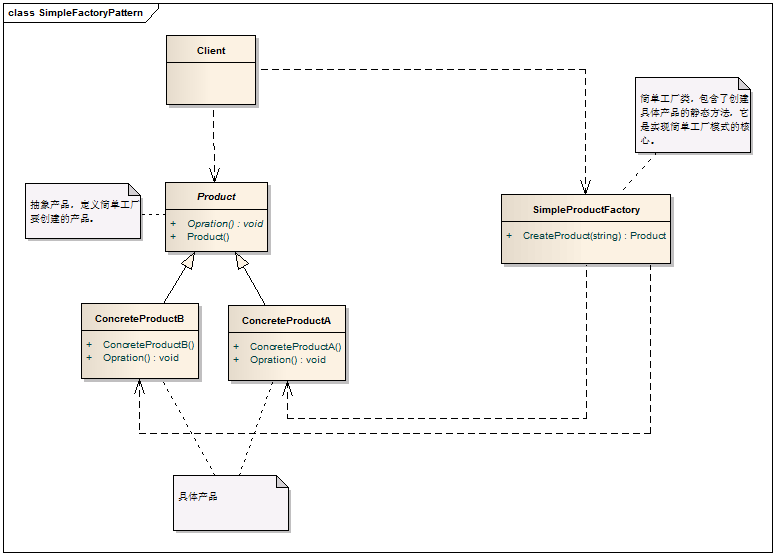 class SimpleFactoryPattern
Client
简单工厂类，包含了创建
具体产品的静态方法，它
是实现简单工厂模式的核
心。
抽象产品，定义简单工厂
要创建的产品。
Product
+ Opration() : void
+ Product()
SimpleProductFactory
+ CreateProduct(string) : Product
ConcreteProductB
+ ConcreteProductB()
+ Opration() : void
ConcreteProductA
+ ConcreteProductA()
+ Opration() : void
具体产品